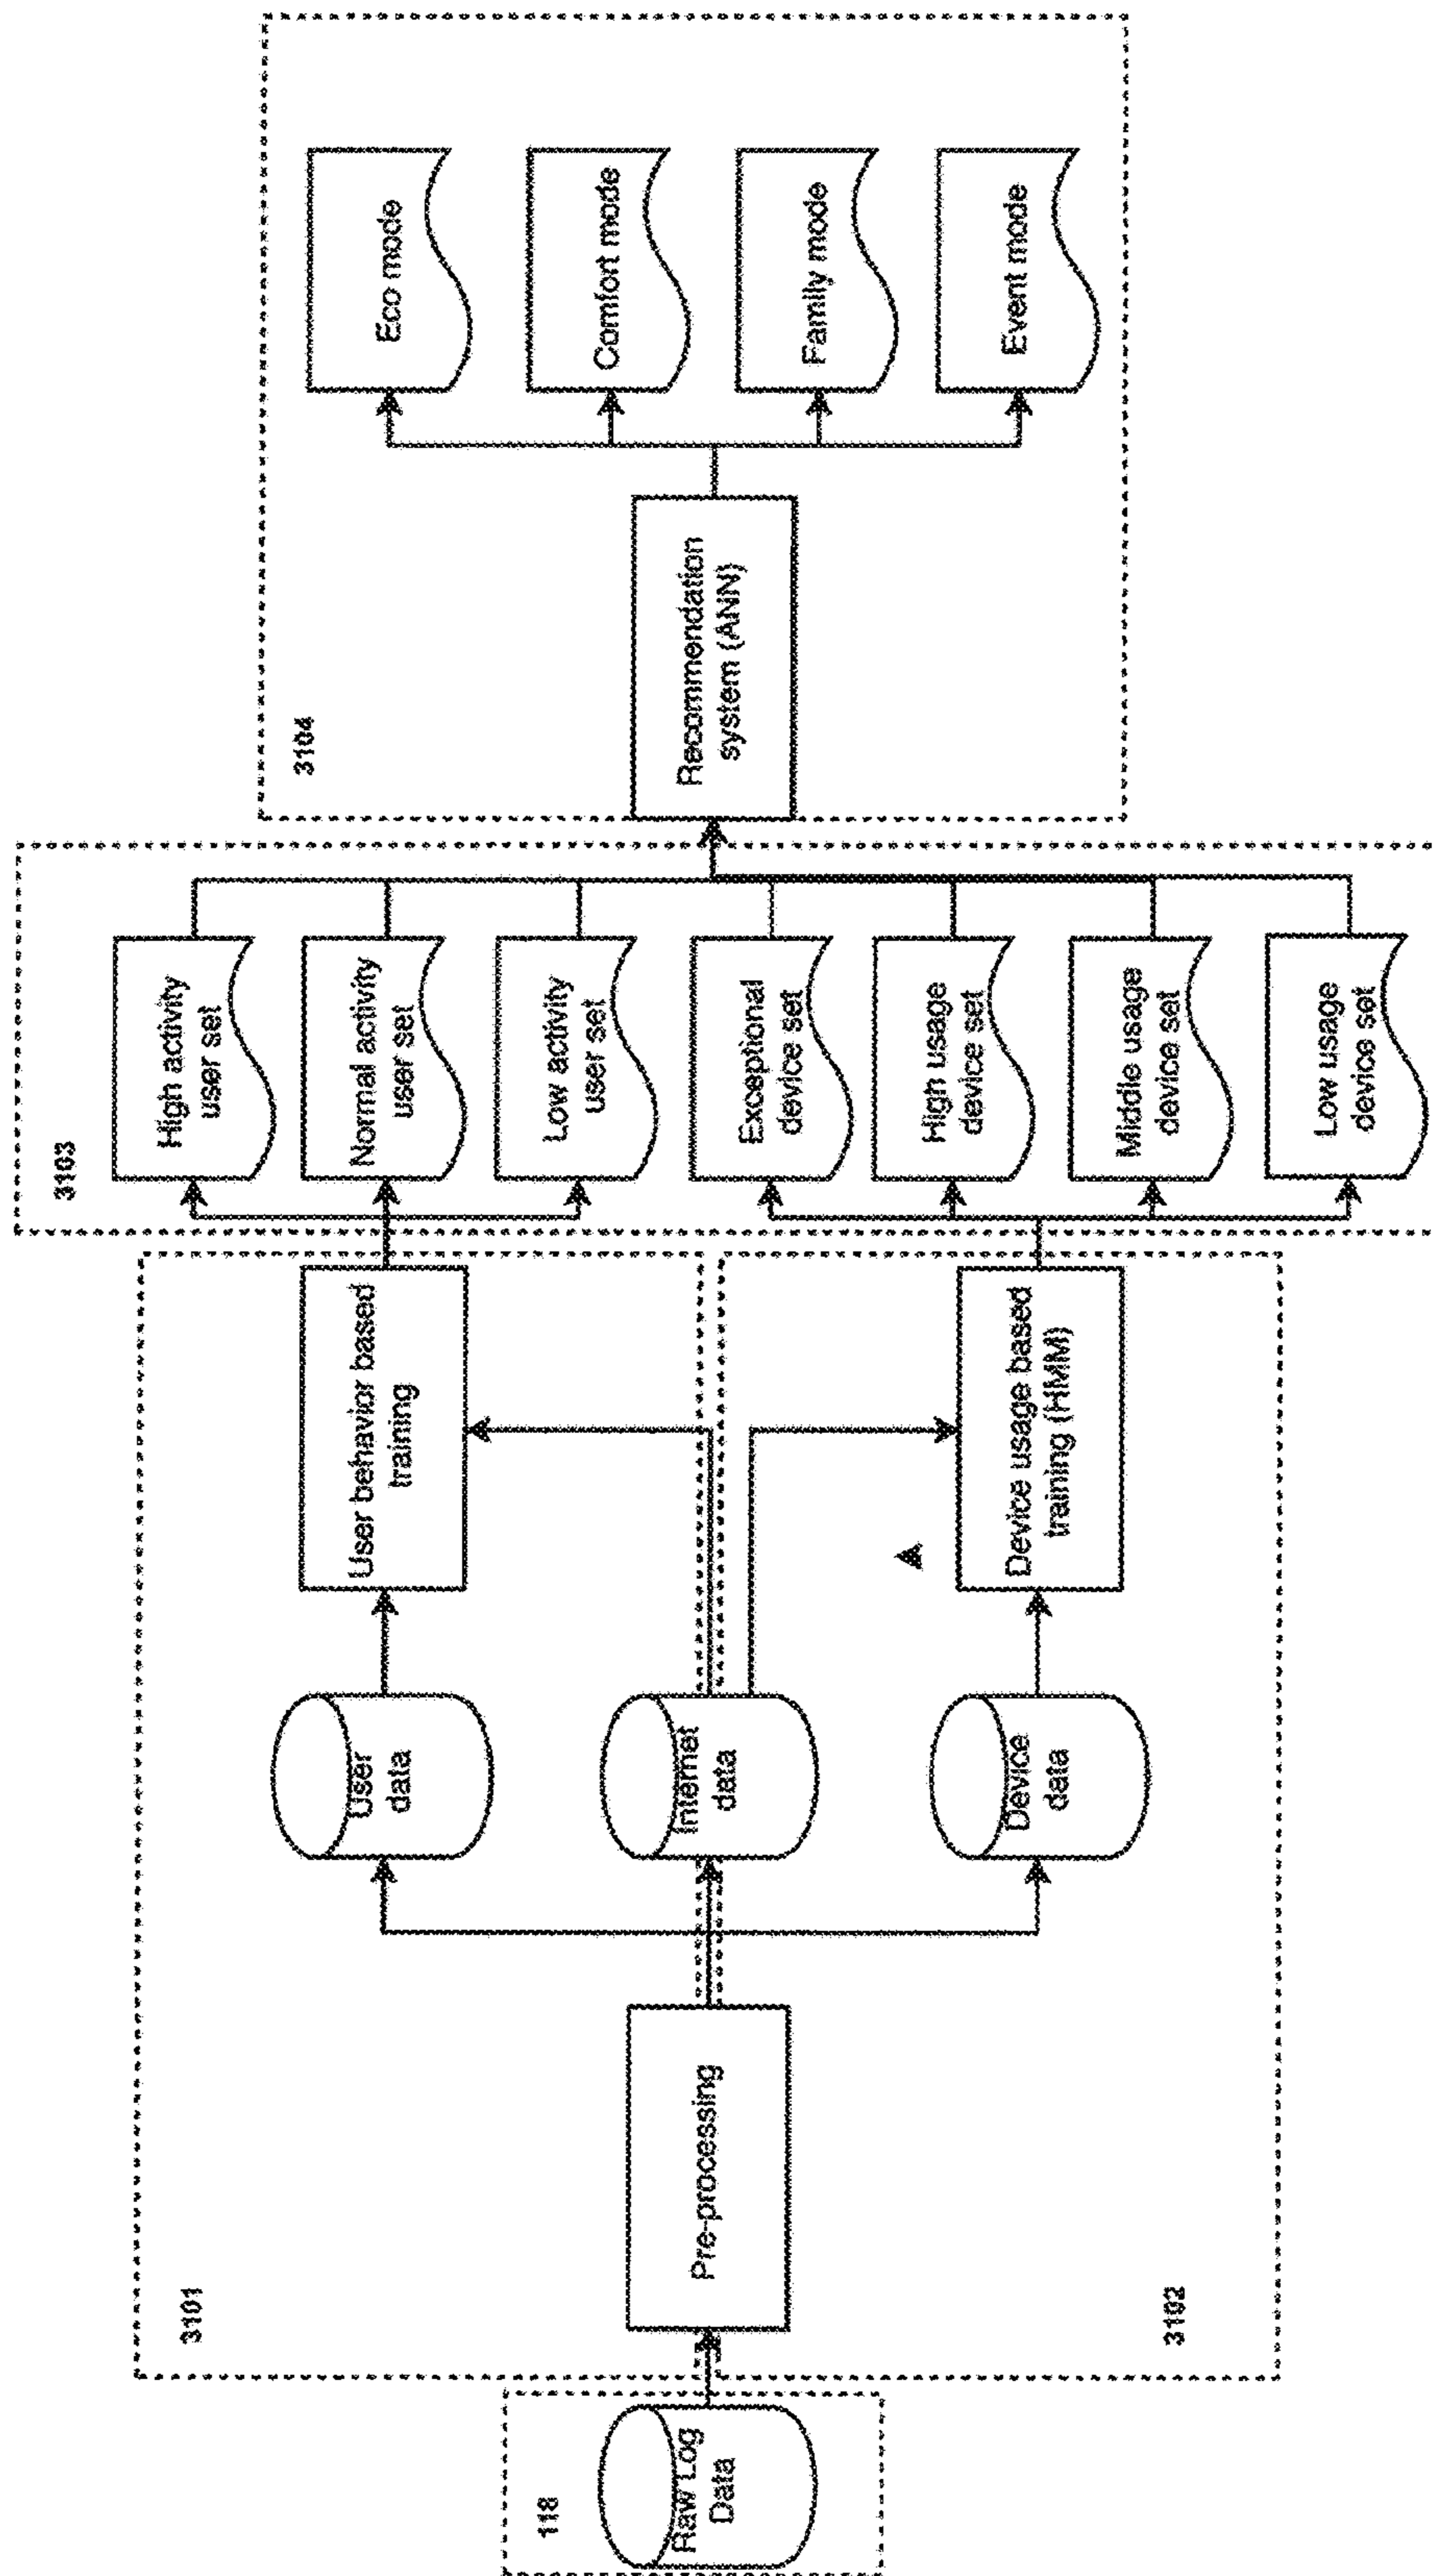 118
Raw Log
Data
3101
3102
Pre-processing
User
data
Internet
data
Device
data
User behavior based
training
Device usage based
training (HMM)
3103
High activity
user set
Normal activity
user set
Low activity
user set
Exceptional
device set
High usage
device set
Middle usage
device set
Low usage
device set
3104
Recommendation
system (ANN)
Eco mode
Comfort mode
Family mode
Event mode